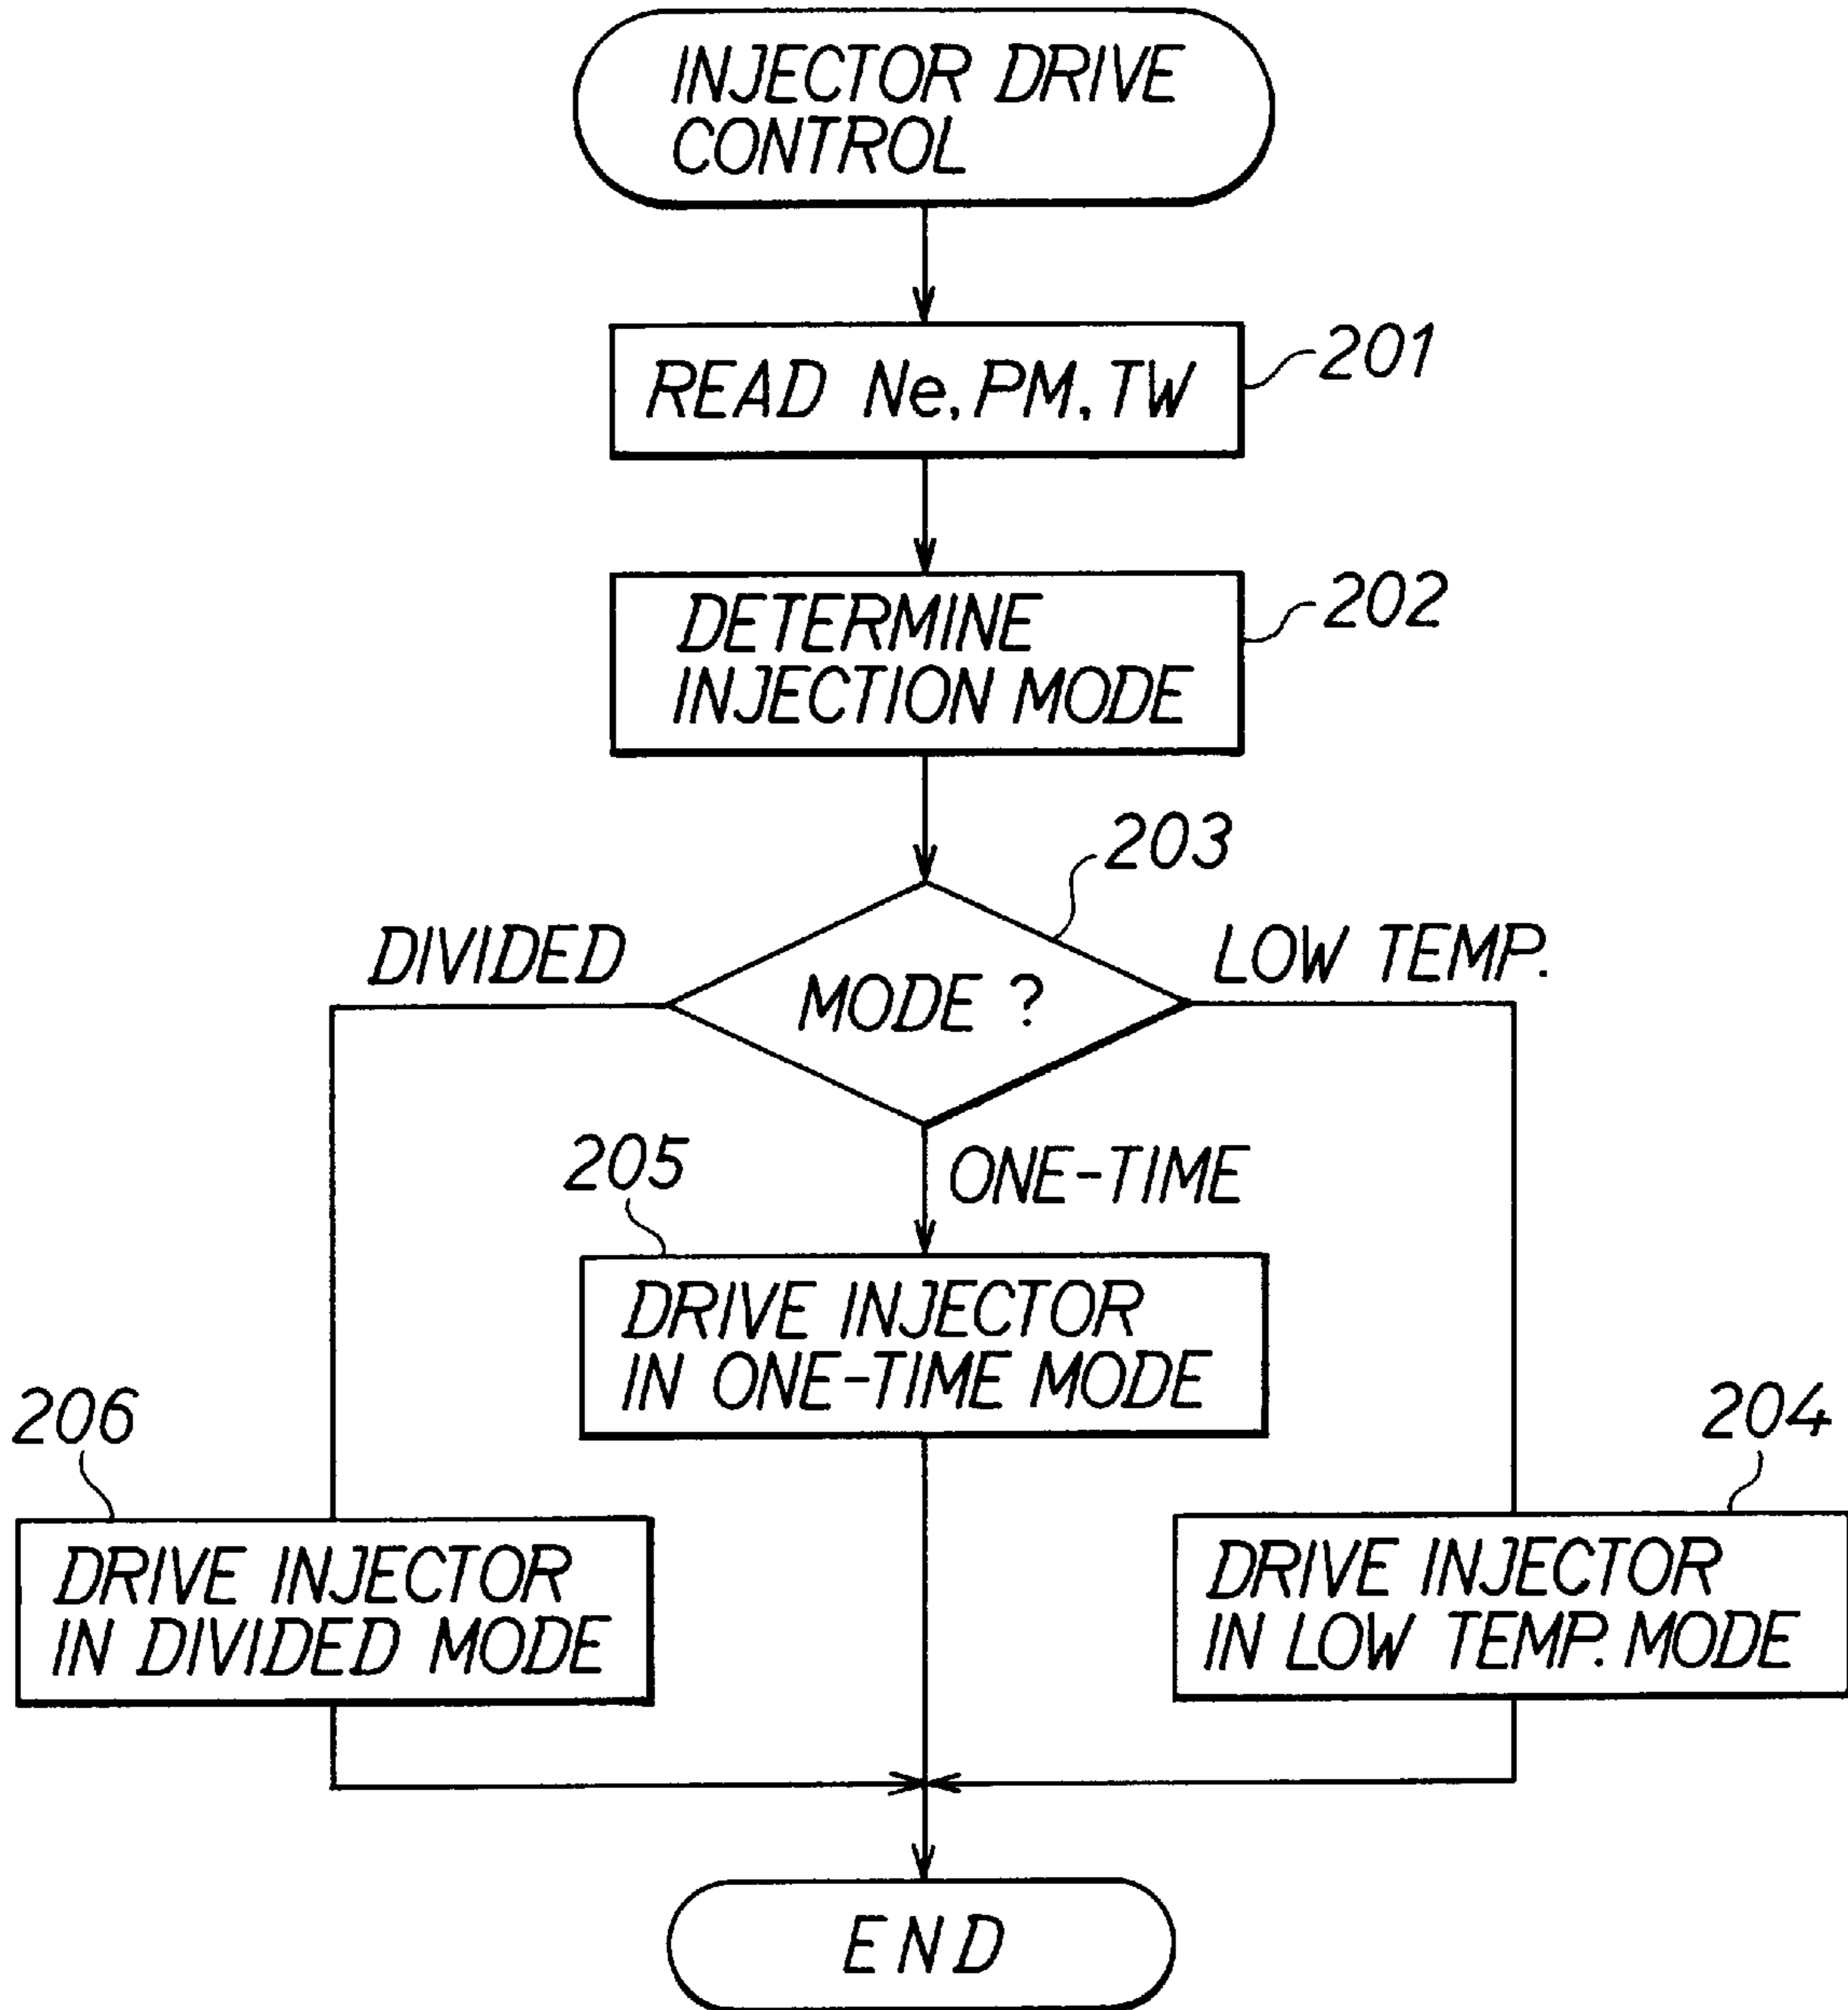 INJECTOR DRIVE
CONTROL
READ Ne, PM, TW
201
DETERMINE
INJECTION MODE
202
203
DIVIDED
MODE ?
LOW TEMP.
205
ONE-TIME
DRIVE INJECTOR
IN ONE-TIME MODE
206
204
DRIVE INJECTOR
IN DIVIDED MODE
DRIVE INJECTOR
IN LOW TEMP. MODE
END